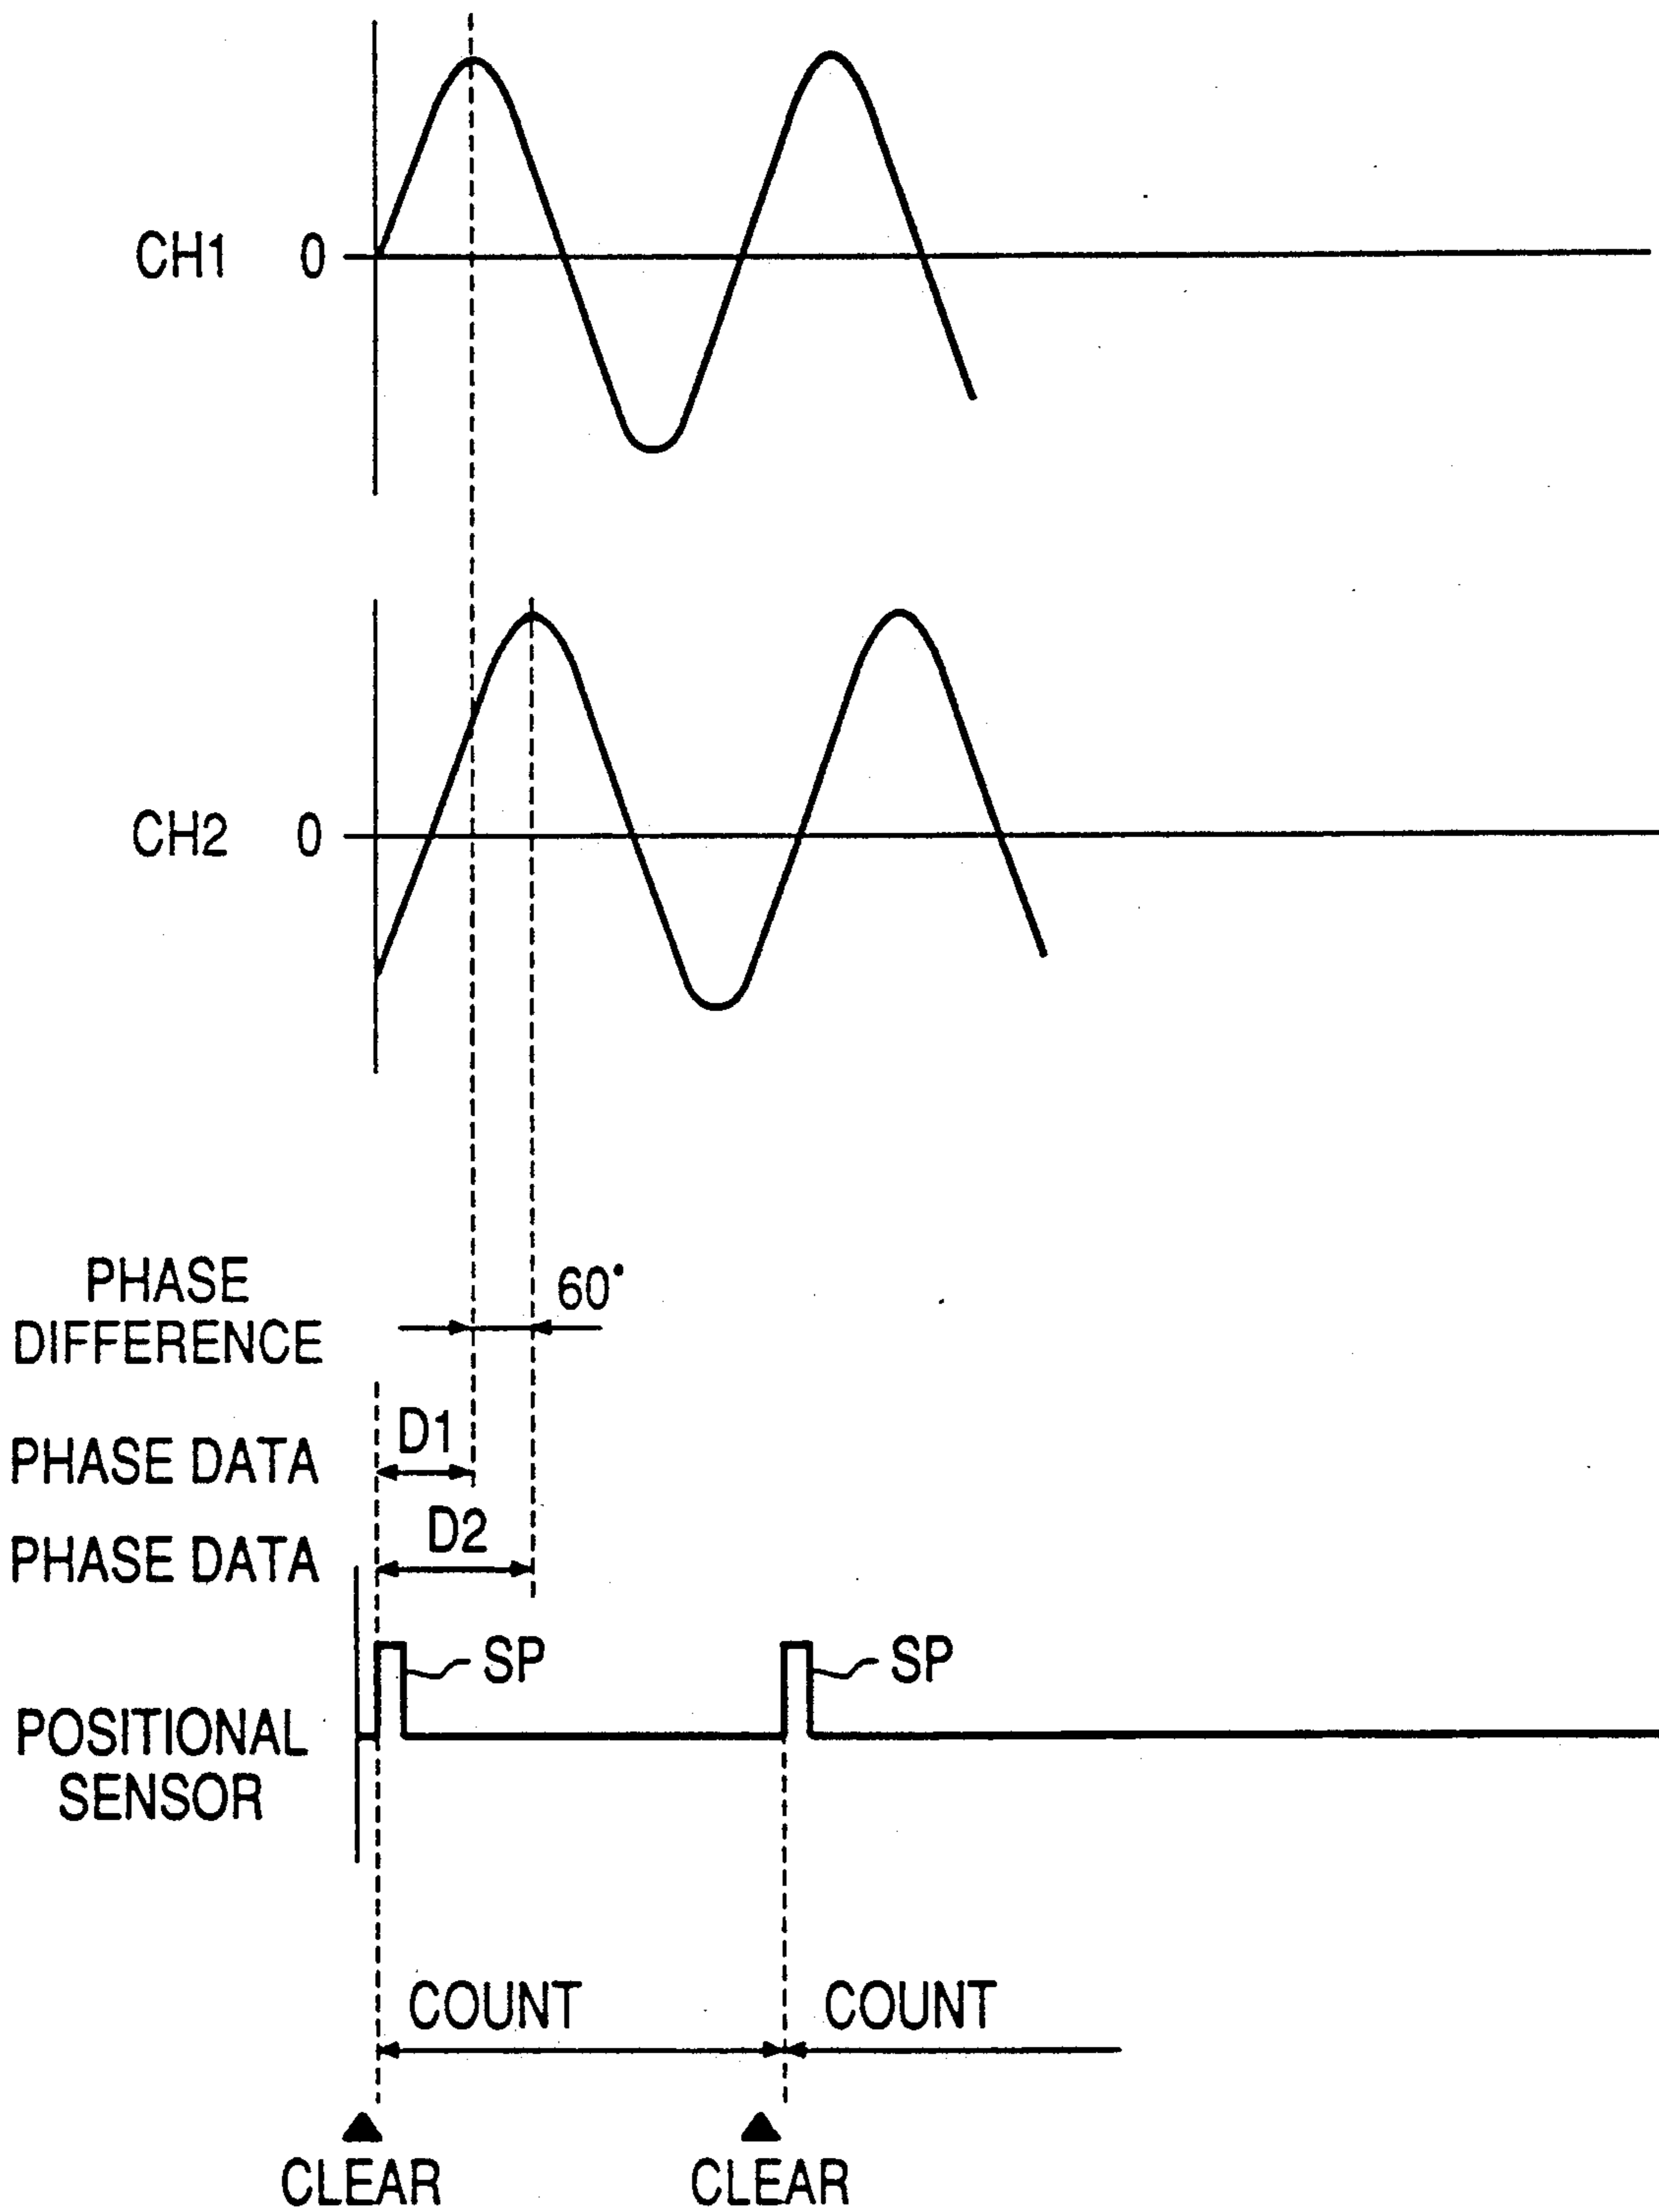 CH1 0
CH2 0
PHASE
DIFFERENCE
60°
D1
PHASE DATA
D2
PHASE DATA
SP
SP
POSITIONAL
SENSOR
COUNT
COUNT
CLEAR
CLEAR